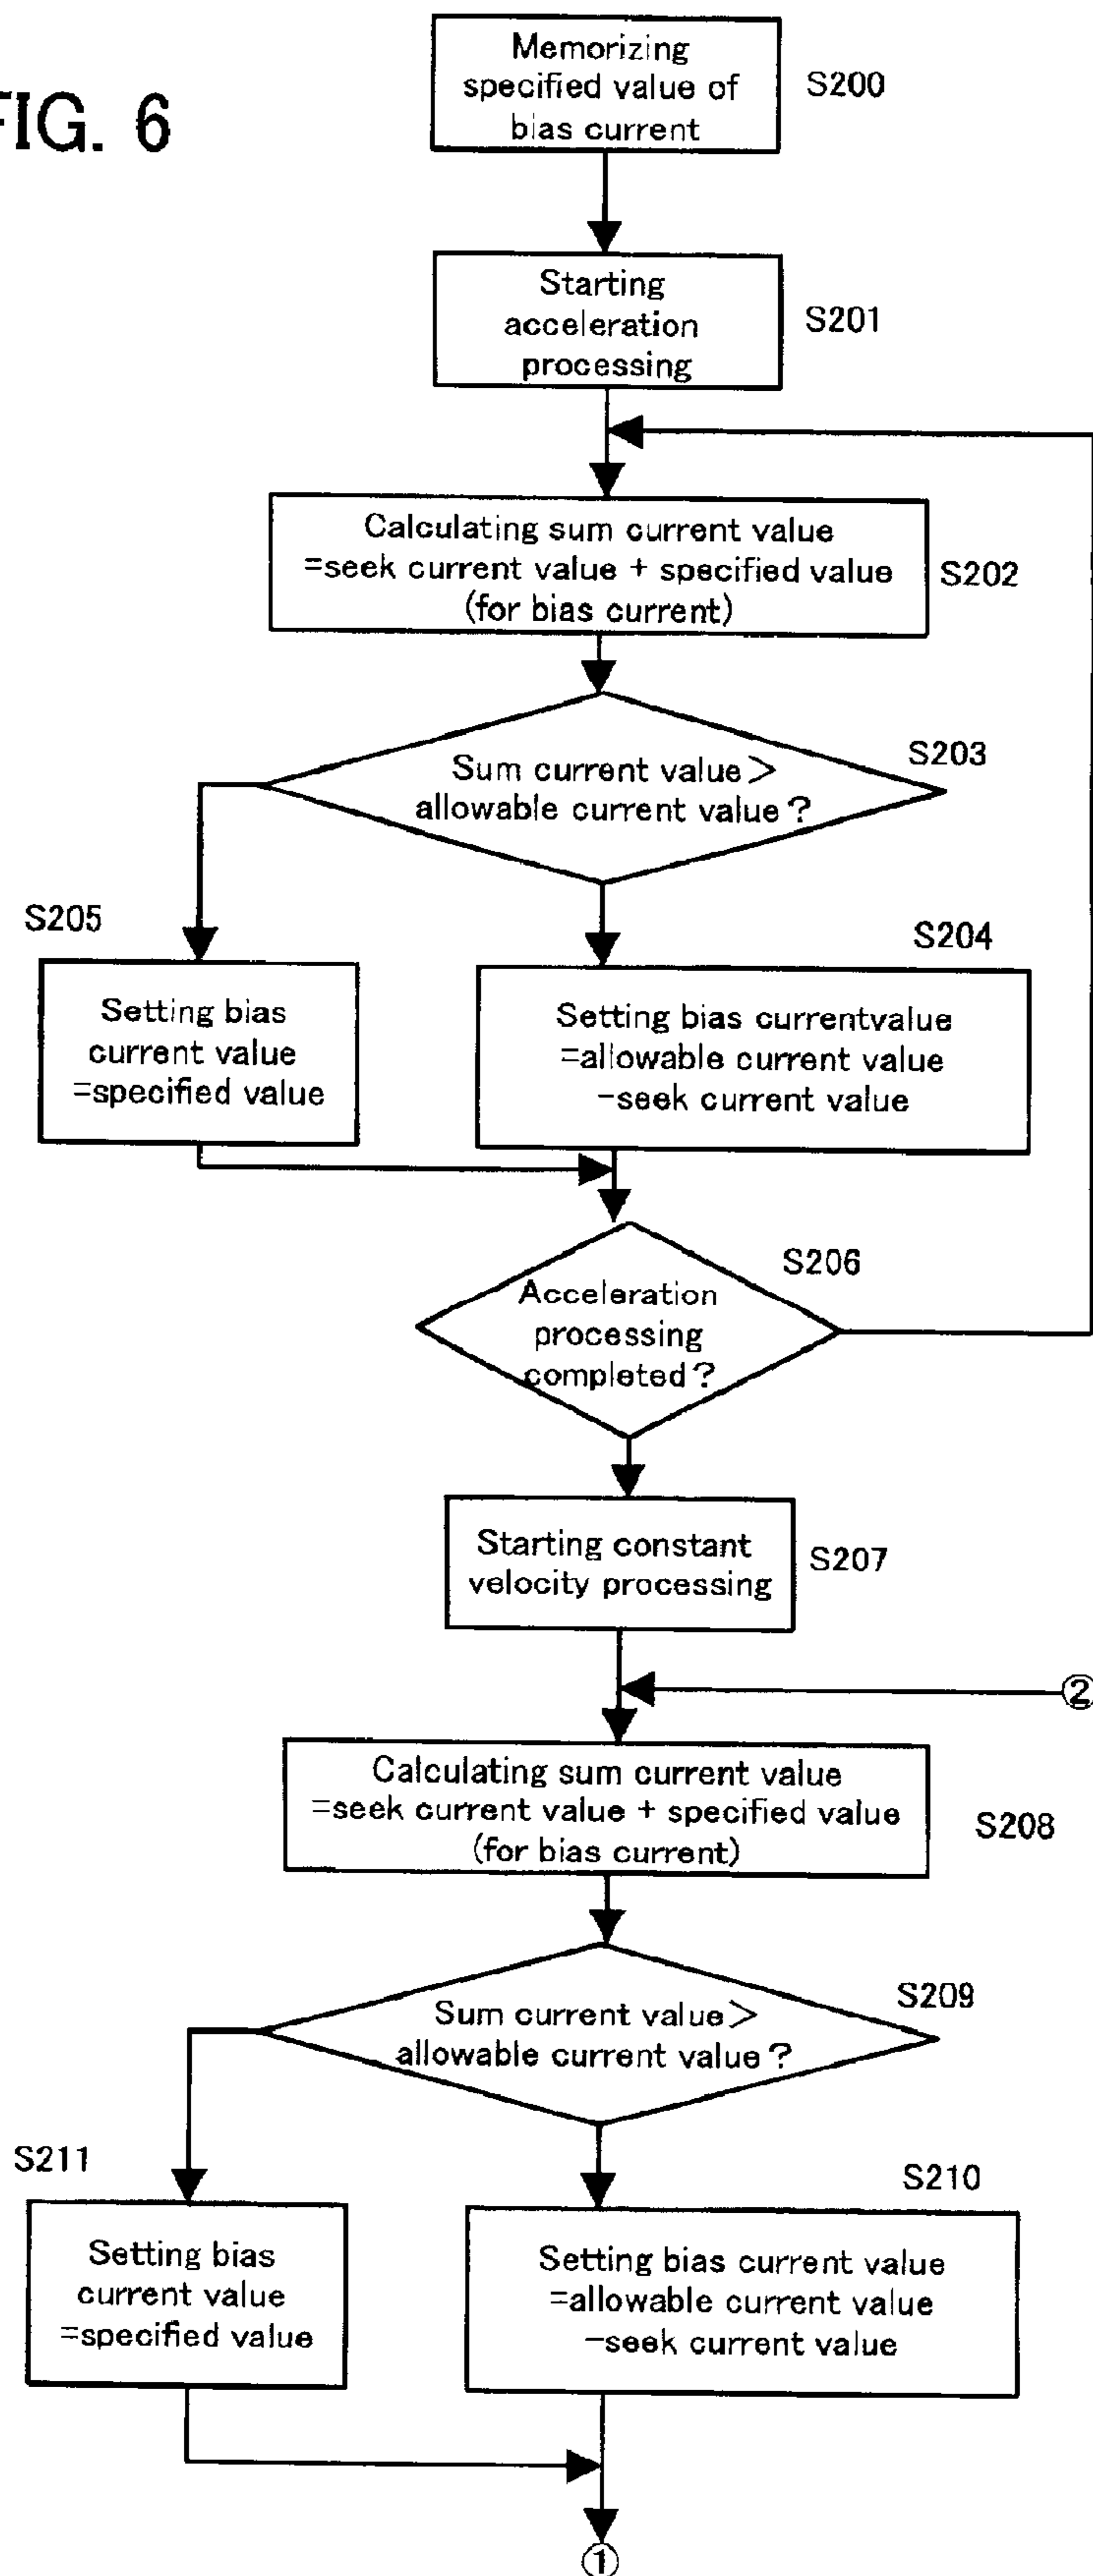 FIG. 6
Memorizing
specified value of
bias current
S200
Starting
acceleration
processing
S201
Calculating sum current value
=seek current value + specified value
(for bias current)
S202
Sum current value >
allowable current value ?
S203
S205
Setting bias
current value
=specified value
S204
Setting bias currentvalue
=allowable current value
-seek current value
Acceleration
processing
completed ?
S206
Starting constant
velocity processing
S207
②
Calculating sum current value
=seek current value + specified value
(for bias current)
S208
Sum current value >
allowable current value ?
S209
S211
Setting bias
current value
=specified value
S210
Setting bias current value
=allowable current value
-seek current value
①